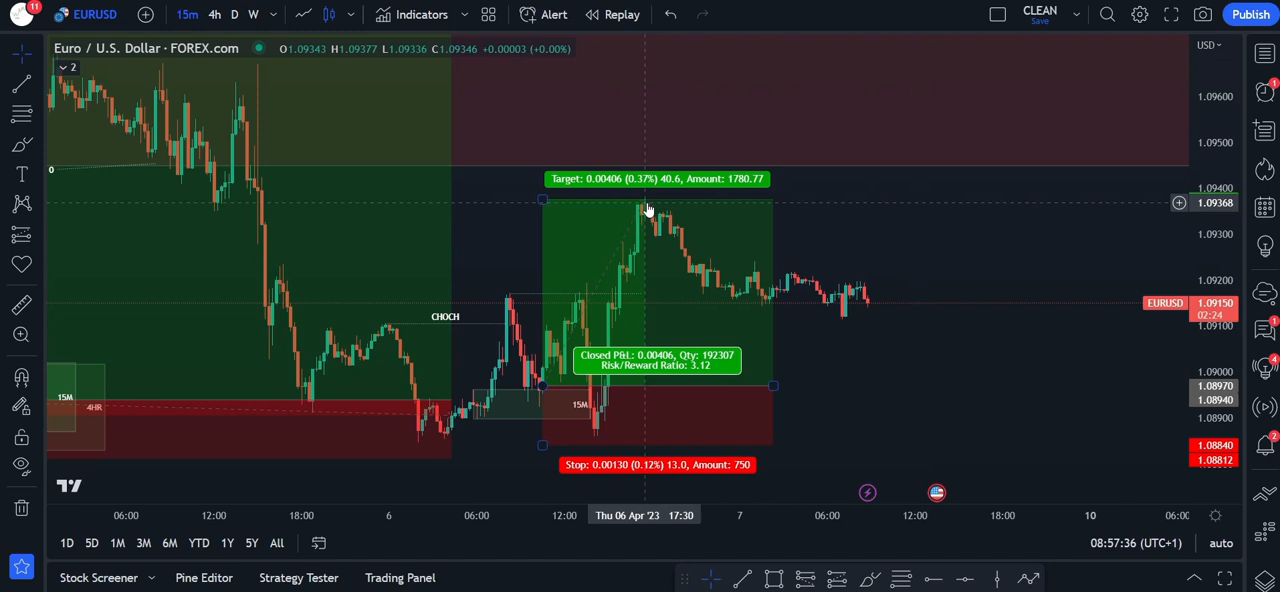 11
EURUSD
15m 4h D W
Indicators
Alert
Replay
CLEAN
Save
Publish
Euro / U.S. Dollar · FOREX.com
O1.09343 H1.09377 L1.09336 C1.09346 +0.00003 (+0.00%)
USD
2
1.09600
1.09500
1.09400
1.09368
1.09300
1.09200
EURUSD 1.09150
02:24
1.09100
1.09000
1.08970
1.08940
1.08900
1.08840
1.08812
0
Target: 0.00406 (0.37%) 40.6, Amount: 1780.77
CHOCH
Closed P&L: 0.00406, Qty: 192307
Risk/Reward Ratio: 3.12
15M
4HR
15M
Stop: 0.00130 (0.12%) 13.0, Amount: 750
06:00 12:00 18:00 6 06:00 12:00 Thu 06 Apr '23 17:30 7 06:00 12:00 18:00 10 06:00
1D 5D 1M 3M 6M YTD 1Y 5Y All
08:57:36 (UTC+1)
auto
Stock Screener
Pine Editor
Strategy Tester
Trading Panel
1
1
4
2